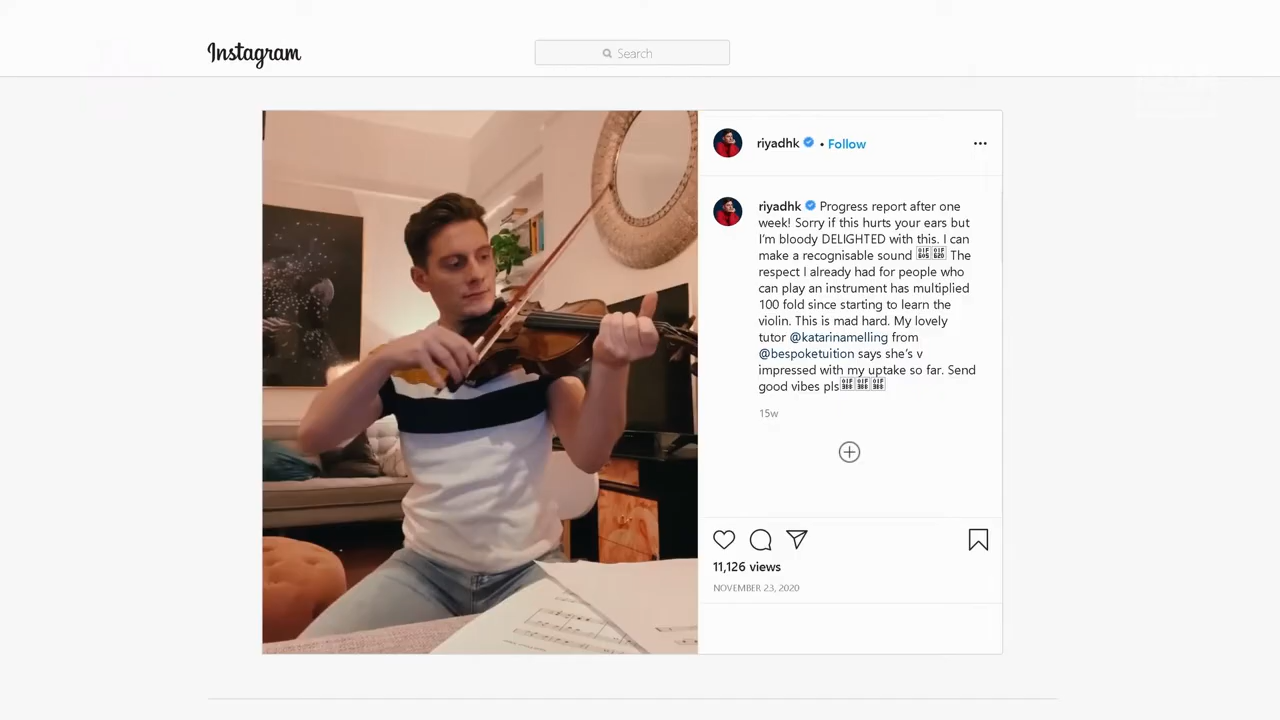 Instagram
Search
riyadhk • Follow
riyadhk Progress report after one
week! Sorry if this hurts your ears but
I'm bloody DELIGHTED with this. I can
make a recognisable sound The
respect I already had for people who
can play an instrument has multiplied
100 fold since starting to learn the
violin. This is mad hard. My lovely
tutor @katarinamelling from
@bespoketuition says she's v
impressed with my uptake so far. Send
good vibes pls
15w
11,126 views
NOVEMBER 23, 2020